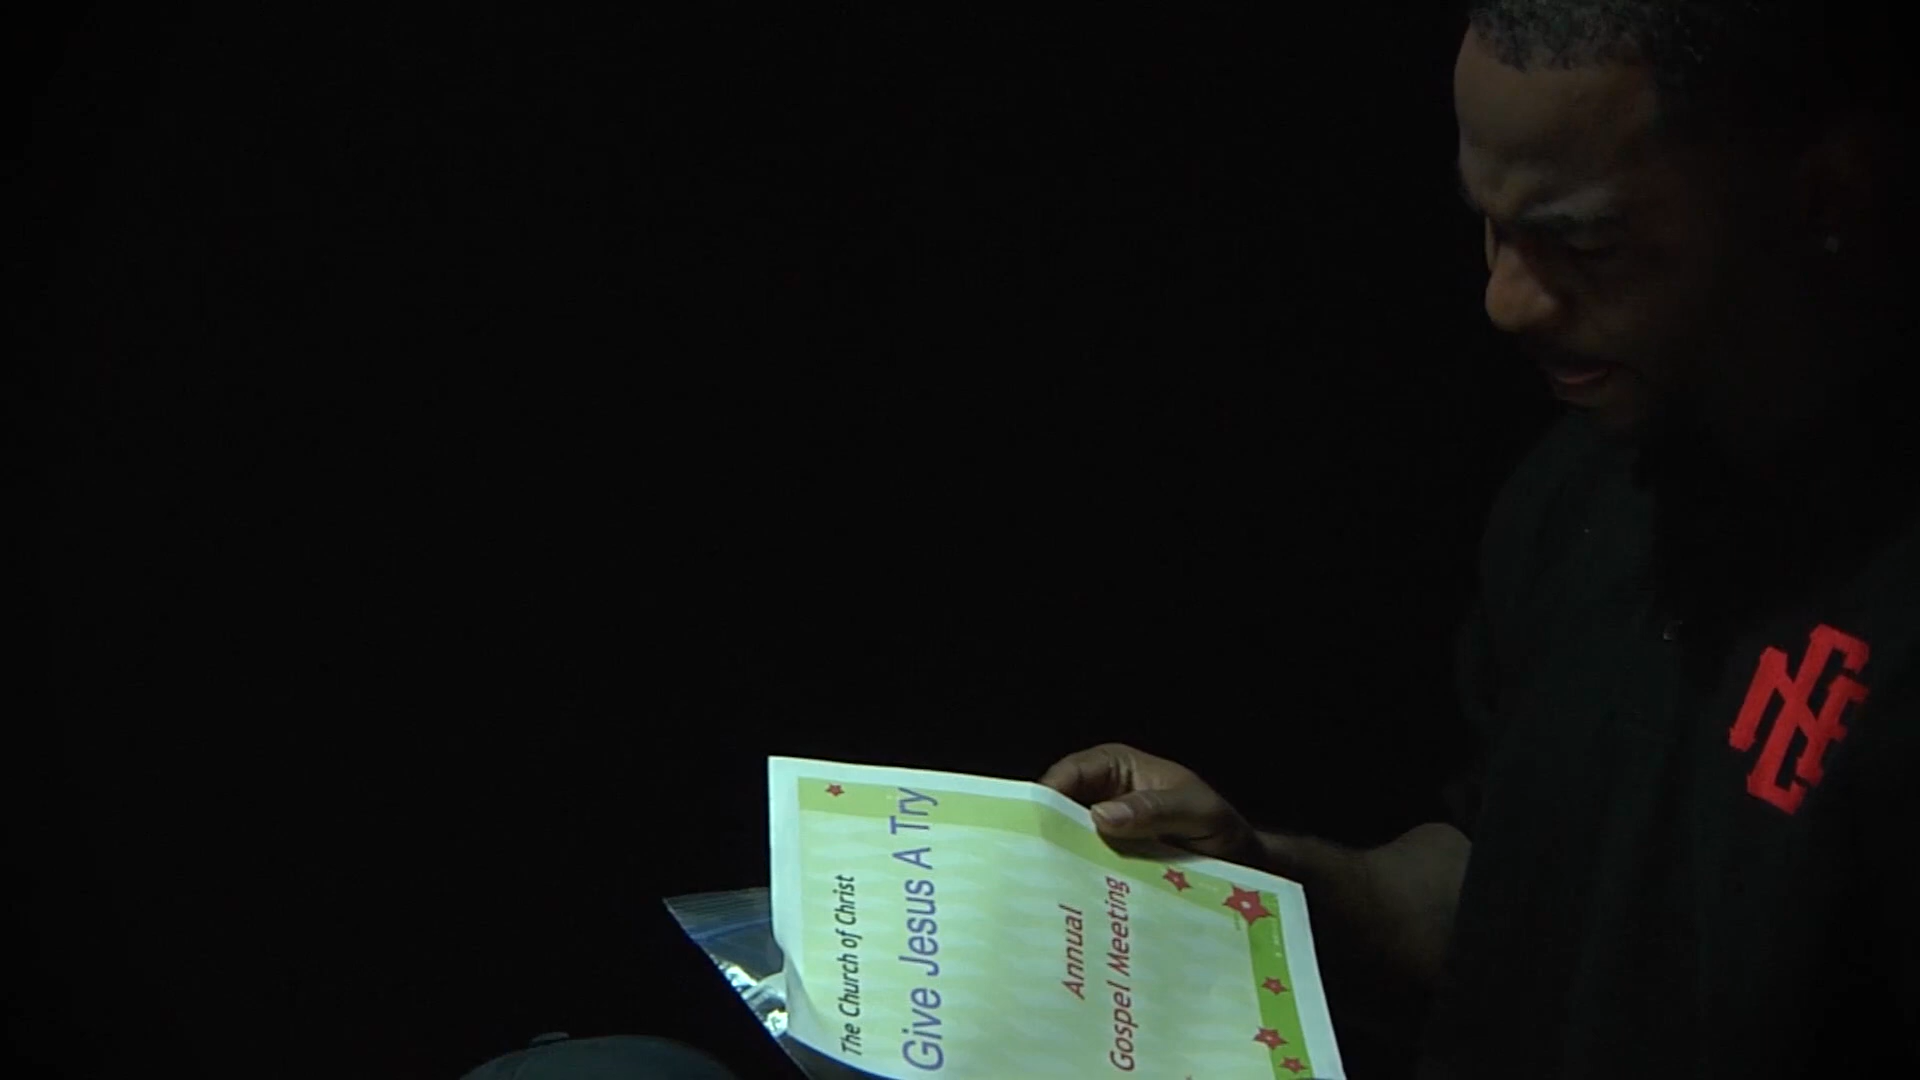 The Church of Christ
Give Jesus A Try
Annual
Gospel Meeting